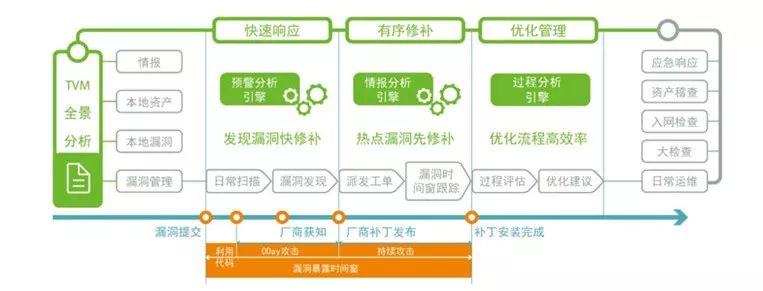 快速响应
有序修补
优化管理
TVM
全景
分析
情报
本地资产
本地漏洞
漏洞管理
预警分析
引擎
情报分析
引擎
过程分析
引擎
发现漏洞快修补
热点漏洞先修补
优化流程高效率
日常扫描
漏洞发现
派发工单
漏洞时
间窗跟踪
过程评估
优化建议
应急响应
资产稽查
入网检查
大检查
日常运维
漏洞提交
厂商获知
厂商补丁发布
补丁安装完成
利用
代码
0Day攻击
持续攻击
漏洞暴露时间窗